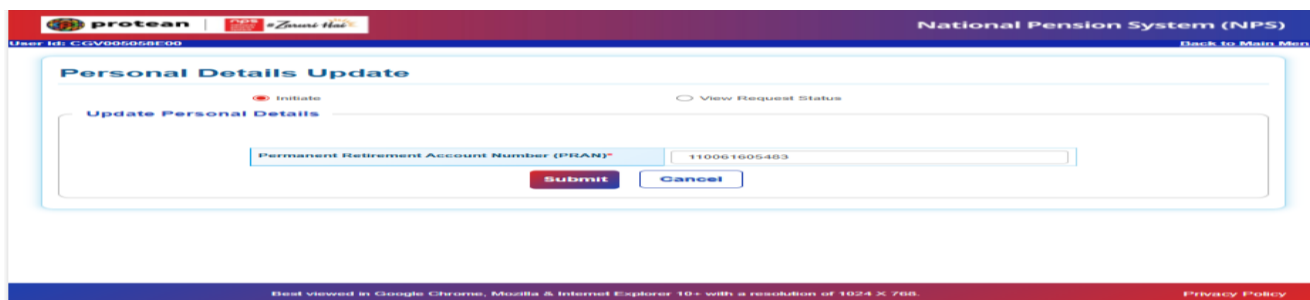 protean nps Zaruri Hai National Pension System (NPS)
User Id: CGV005058E00 Back to Main Men
Personal Details Update
Initiate View Request Status
Update Personal Details
Permanent Retirement Account Number (PRAN)* 110061605483
Submit Cancel
Best viewed in Google Chrome, Mozilla & Internet Explorer 10+ with a resolution of 1024 X 768. Privacy Policy